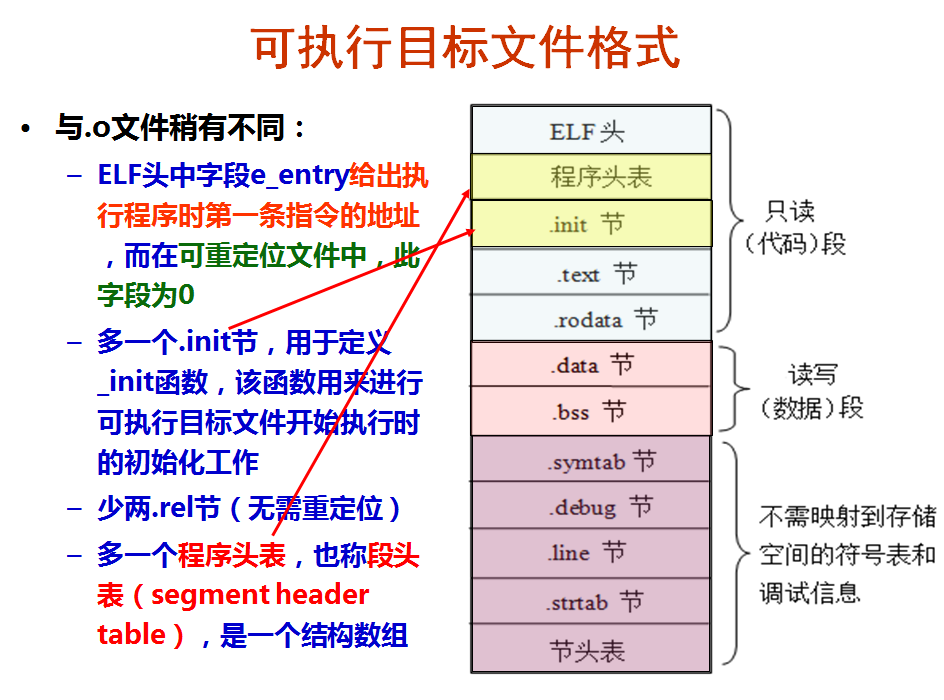 可执行目标文件格式
• 与.o文件稍有不同：
– ELF头中字段e_entry给出执
行程序时第一条指令的地址
，而在可重定位文件中，此
字段为0
– 多一个.init节，用于定义
_init函数，该函数用来进行
可执行目标文件开始执行时
的初始化工作
– 少两.rel节（无需重定位）
– 多一个程序头表，也称段头
表（segment header
table），是一个结构数组
ELF 头
程序头表
.init 节
.text 节
.rodata 节
.data 节
.bss 节
.symtab 节
.debug 节
.line 节
.strtab 节
节头表
只读
（代码）段
读写
（数据）段
不需映射到存储
空间的符号表和
调试信息